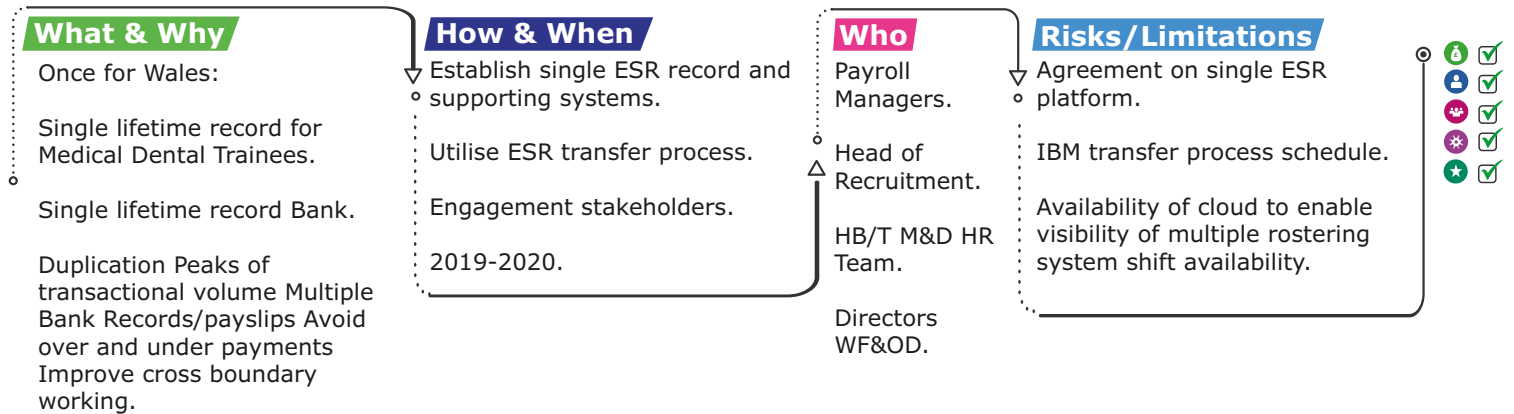 What & Why
Once for Wales:
Single lifetime record for
Medical Dental Trainees.
Single lifetime record Bank.
Duplication Peaks of
transactional volume Multiple
Bank Records/payslips Avoid
over and under payments
Improve cross boundary
working.
How & When
Establish single ESR record and
supporting systems.
Utilise ESR transfer process.
Engagement stakeholders.
2019-2020.
Who
Payroll
Managers.
Head of
Recruitment.
HB/T M&D HR
Team.
Directors
WF&OD.
Risks/Limitations
Agreement on single ESR
platform.
IBM transfer process schedule.
Availability of cloud to enable
visibility of multiple rostering
system shift availability.